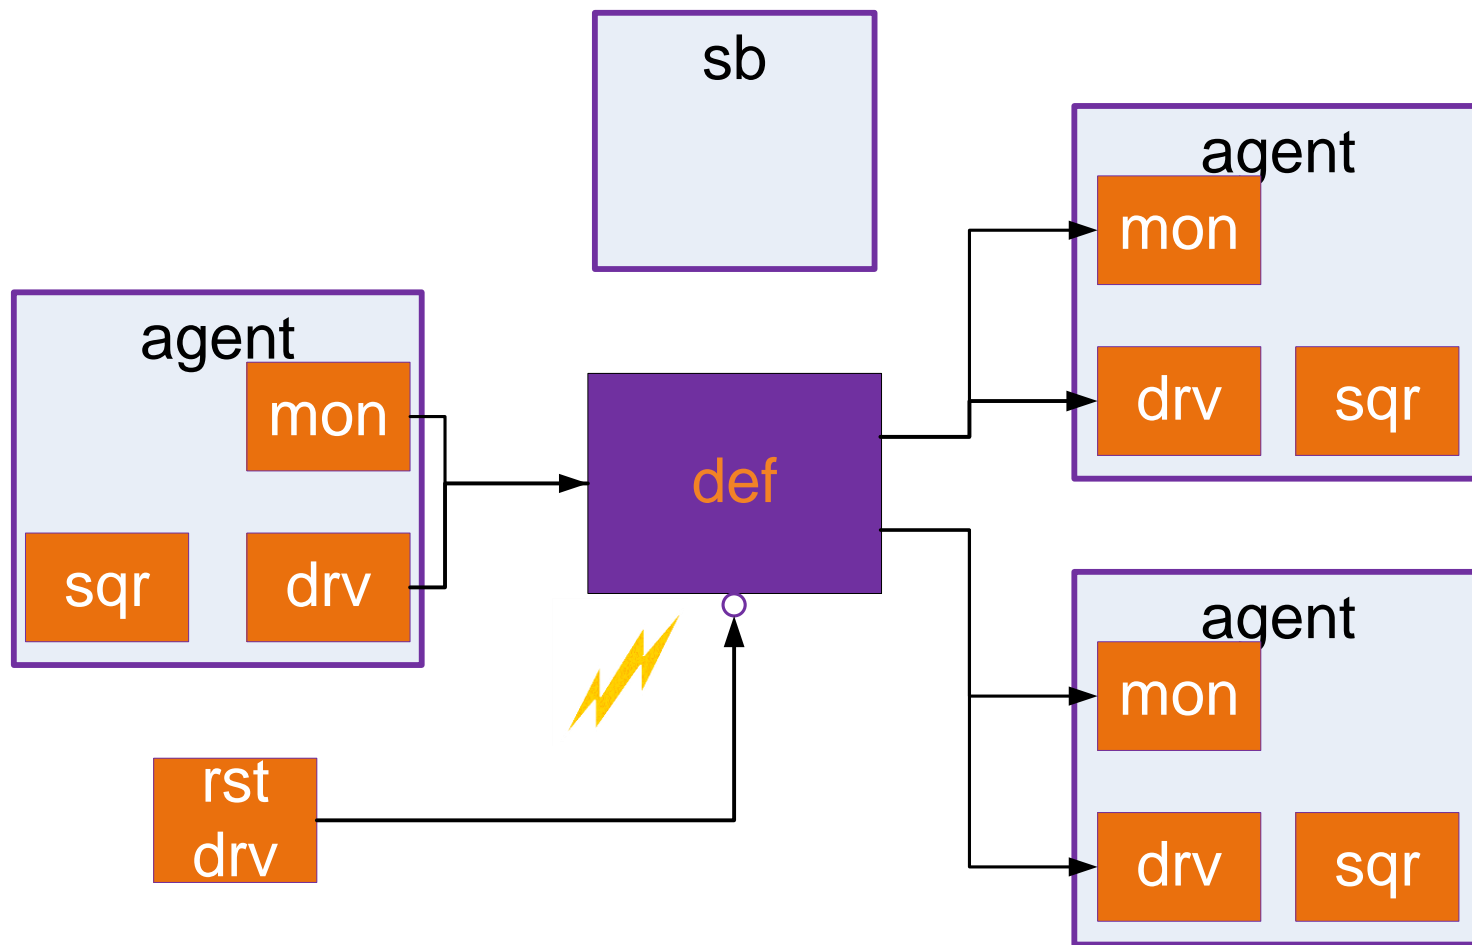 sb
agent
mon
drv
sqr
agent
mon
sqr
drv
def
agent
mon
drv
sqr
rst
drv